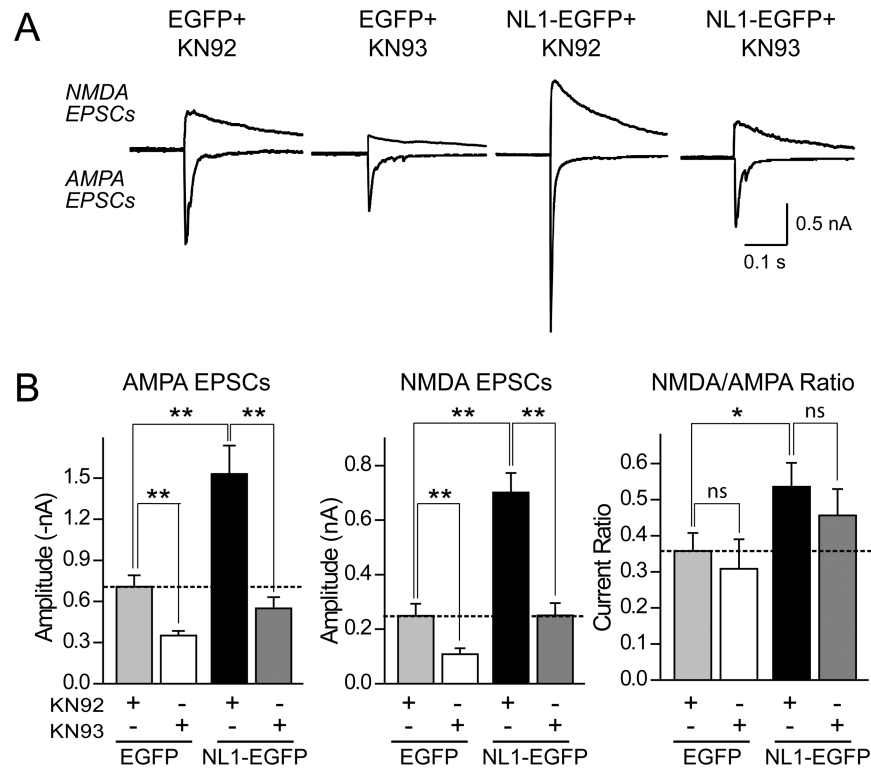 A
EGFP+ KN92
EGFP+ KN93
NL1-EGFP+ KN92
NL1-EGFP+ KN93
NMDA EPSCs
AMPA EPSCs
0.5 nA
0.1 s
B
AMPA EPSCs
Amplitude (-nA)
1.5
1.2
0.9
0.6
0.3
0.0
** ** **
NMDA EPSCs
Amplitude (nA)
0.8
0.6
0.4
0.2
0.0
** ** **
NMDA/AMPA Ratio
Current Ratio
0.6
0.5
0.4
0.3
0.2
0.1
0.0
* ns ns
KN92 + - + - + - + - + - + -
KN93 - + - + - + - + - + - +
EGFP NL1-EGFP EGFP NL1-EGFP EGFP NL1-EGFP